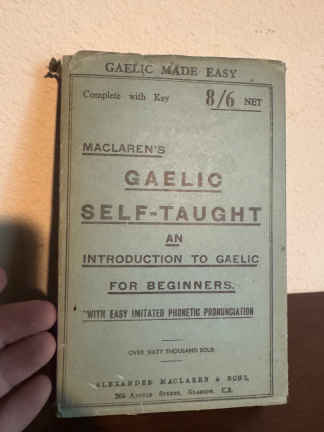 GAELIC MADE EASY
Complete with Key 8/6 NET
MACLAREN'S
GAELIC
SELF-TAUGHT
AN
INTRODUCTION TO GAELIC
FOR BEGINNERS.
WITH EASY IMITATED PHONETIC PRONUNCIATION
OVER SIXTY THOUSAND SOLD
ALEXANDER MACLAREN & SONS,
Argyle Street, Glasgow, C.2.